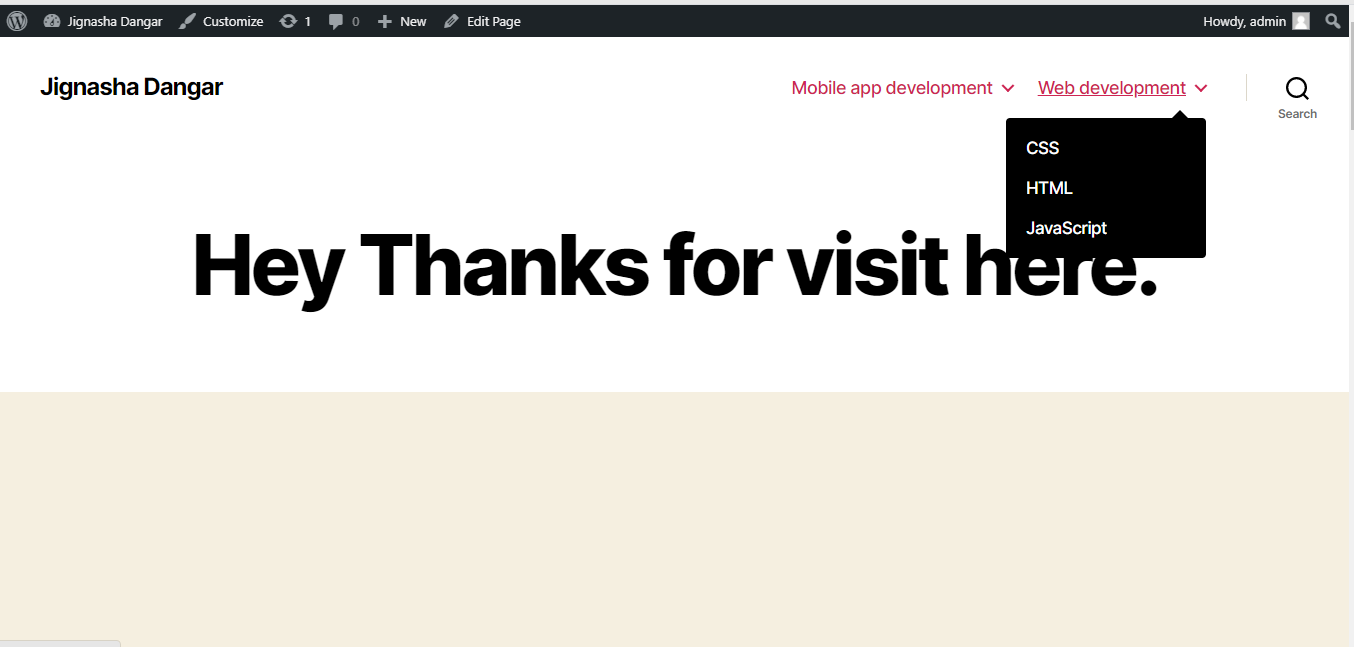 Jignasha Dangar Customize 1 0 New Edit Page Howdy, admin
Jignasha Dangar Mobile app development Web development
Search
CSS
HTML
JavaScript
Hey Thanks for visit here.